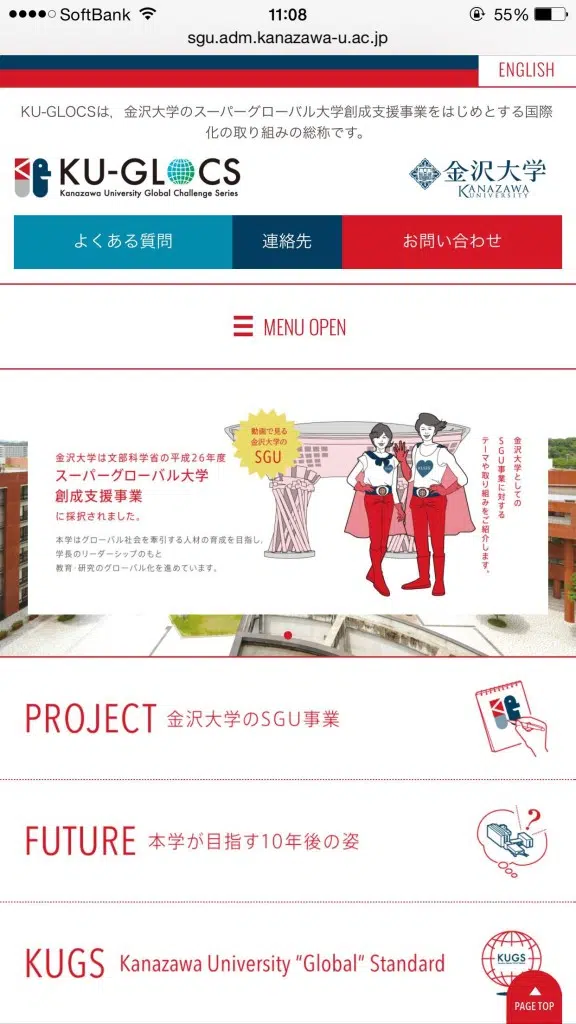 SoftBank 11:08 55%
sgu.adm.kanazawa-u.ac.jp
ENGLISH
KU-GLOCSは、金沢大学のスーパーグローバル大学創成支援事業をはじめとする国際
化の取り組みの総称です。
KU-GLOCS
Kanazawa University Global Challenge Series
金沢大学
KANAZAWA
UNIVERSITY
よくある質問 連絡先 お問い合わせ
MENU OPEN
動画で見る
金沢大学の
SGU
金沢大学は文部科学省の平成26年度
スーパーグローバル大学
創成支援事業
に採択されました。
本学はグローバル社会を牽引する人材の育成を目指し、
学長のリーダーシップのもと
教育・研究のグローバル化を進めています。
KUGS
金沢大学としての
SGU事業に対する
テーマや取り組みをご紹介します。
PROJECT 金沢大学のSGU事業
FUTURE 本学が目指す10年後の姿
?
KUGS Kanazawa University "Global" Standard
KUGS
PAGE TOP